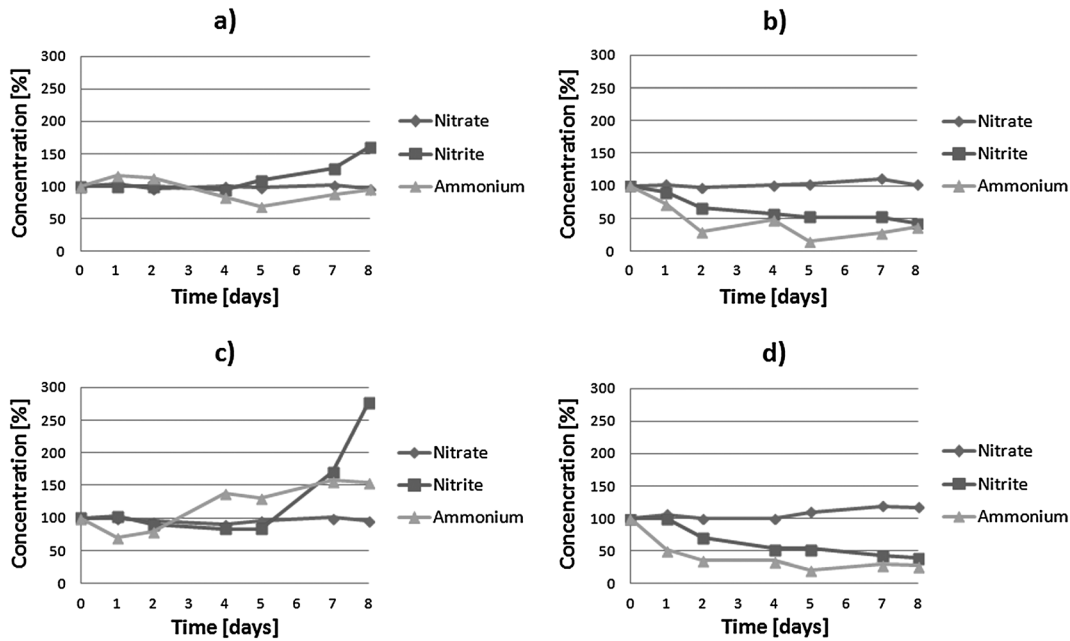 a)
Concentration [%]
300
250
200
150
100
50
0
0 1 2 4 5 6 7 8
Time [days]
Nitrate
Nitrite
Ammonium
b)
Concentration [%]
300
250
200
150
100
50
0
0 1 2 3 4 5 6 7 8
Time [days]
Nitrate
Nitrite
Ammonium
c)
Concentration [%]
300
250
200
150
100
50
0
0 1 2 3 4 5 6 7 8
Time [days]
Nitrate
Nitrite
Ammonium
d)
Concencration [%]
300
250
200
150
100
50
0
0 1 2 3 4 5 6 7 8
Time [days]
Nitrate
Nitrite
Ammonium